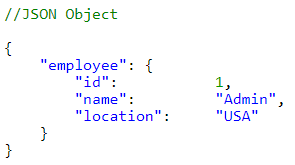 //JSON Object
{
"employee": {
"id": 1,
"name": "Admin",
"location": "USA"
}
}